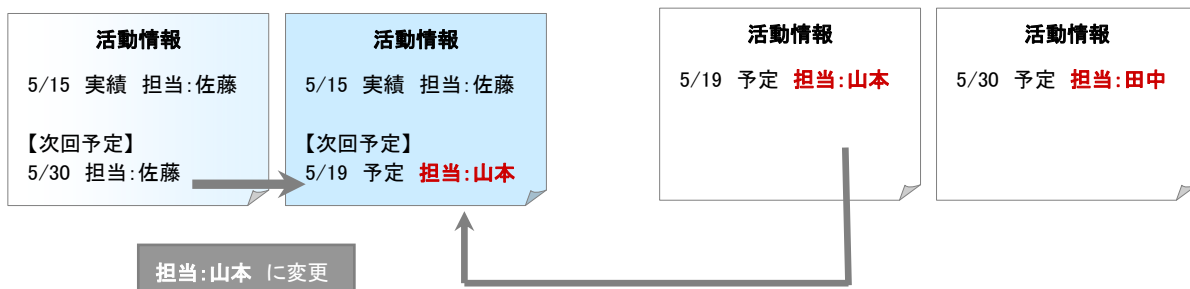 活動情報
5/15 実績 担当:佐藤
【次回予定】
5/30 担当:佐藤
活動情報
5/15 実績 担当:佐藤
【次回予定】
5/19 予定 担当:山本
活動情報
5/19 予定 担当:山本
活動情報
5/30 予定 担当:田中
担当:山本 に変更